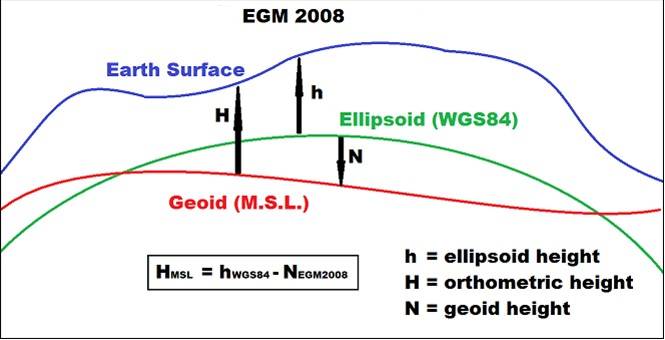 EGM 2008
Earth Surface
h
H
Ellipsoid (WGS84)
N
Geoid (M.S.L.)
HMSL = hWGS84 - NEGM2008
h = ellipsoid height
H = orthometric height
N = geoid height